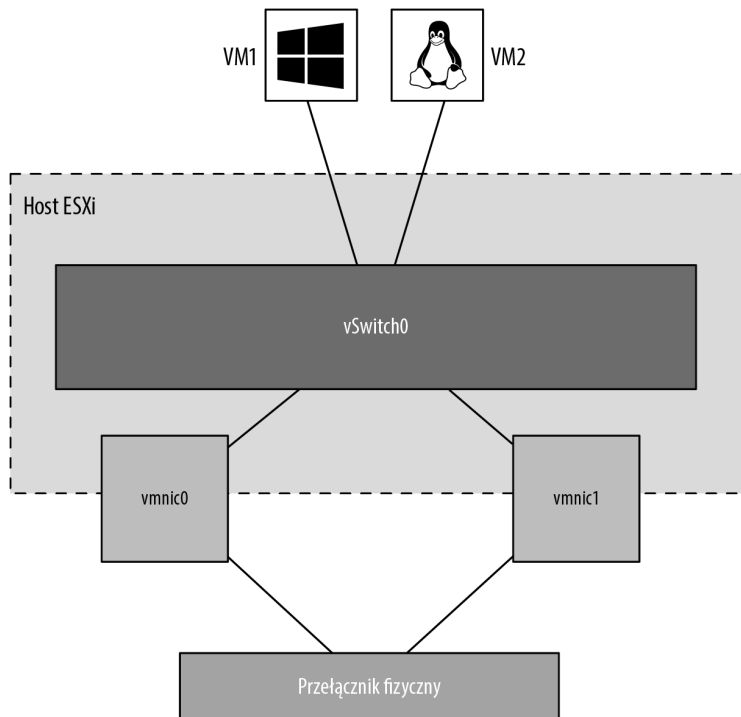 VM1
VM2
Host ESXi
vSwitch0
vmnic0
vmnic1
Przełącznik fizyczny